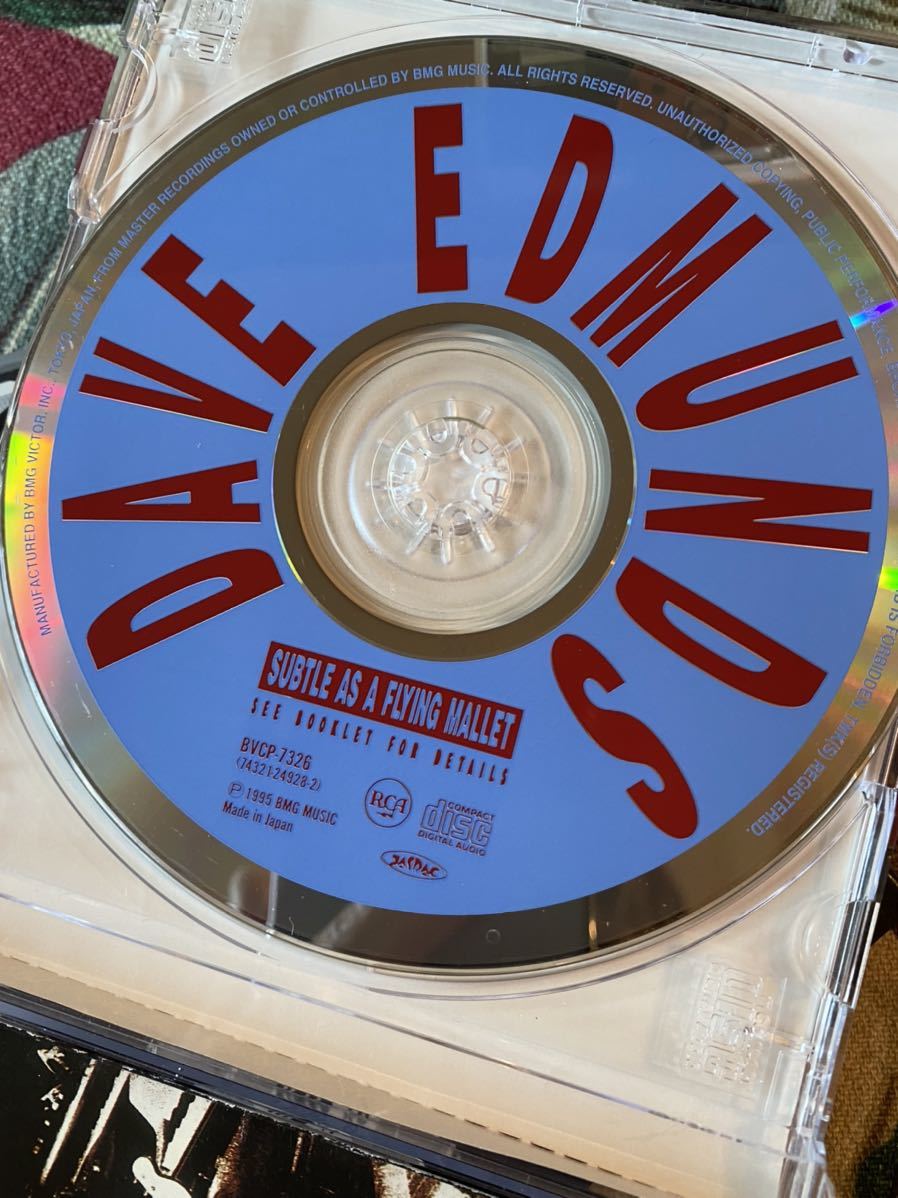 DAVE EDMUNDS
SUBTLE AS A FLYING MALLET
SEE BOOKLET FOR DETAILS
BVCP-7326
(74321-24928-2)
Ⓟ 1995 BMG MUSIC
Made in Japan
RCA
COMPACT
disc
DIGITAL AUDIO
JASRAC
MANUFACTURED BY BMG VICTOR, INC., TOKYO, JAPAN, FROM MASTER RECORDINGS OWNED OR CONTROLLED BY BMG MUSIC. ALL RIGHTS RESERVED. UNAUTHORIZED COPYING, PUBLIC PERFORMANCE, IS FORBIDDEN. TMK(S) REGISTERED.